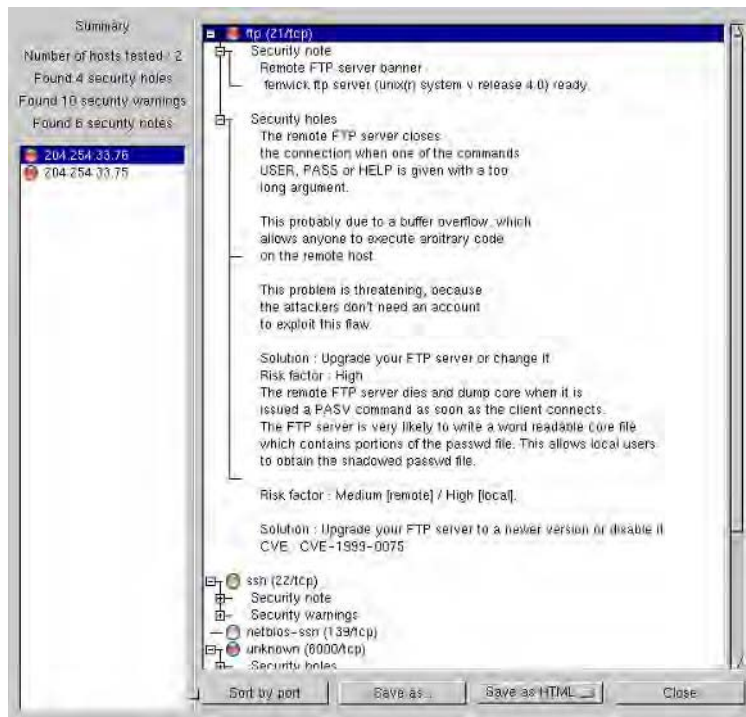 Summary
Number of hosts tested : 2
Found 4 security holes
Found 10 security warnings
Found 6 security notes
204.254.33.76
204.254.33.75
ftp (21/tcp)
Security note
Remote FTP server banner :
fenwick ftp server (unix(r) system v release 4.0) ready.
Security holes
The remote FTP server closes
the connection when one of the commands
USER, PASS or HELP is given with a too
long argument.
This probably due to a buffer overflow, which
allows anyone to execute arbitrary code
on the remote host.
This problem is threatening, because
the attackers don't need an account
to exploit this flaw.
Solution : Upgrade your FTP server or change it
Risk factor : High
The remote FTP server dies and dump core when it is
issued a PASV command as soon as the client connects.
The FTP server is very likely to write a word readable core file
which contains portions of the passwd file. This allows local users
to obtain the shadowed passwd file.
Risk factor : Medium [remote] / High [local].
Solution : Upgrade your FTP server to a newer version or disable it
CVE : CVE-1999-0075
ssh (22/tcp)
Security note
Security warnings
netbios-ssn (139/tcp)
unknown (6000/tcp)
Security holes
Sort by port
Save as...
Save as HTML
Close